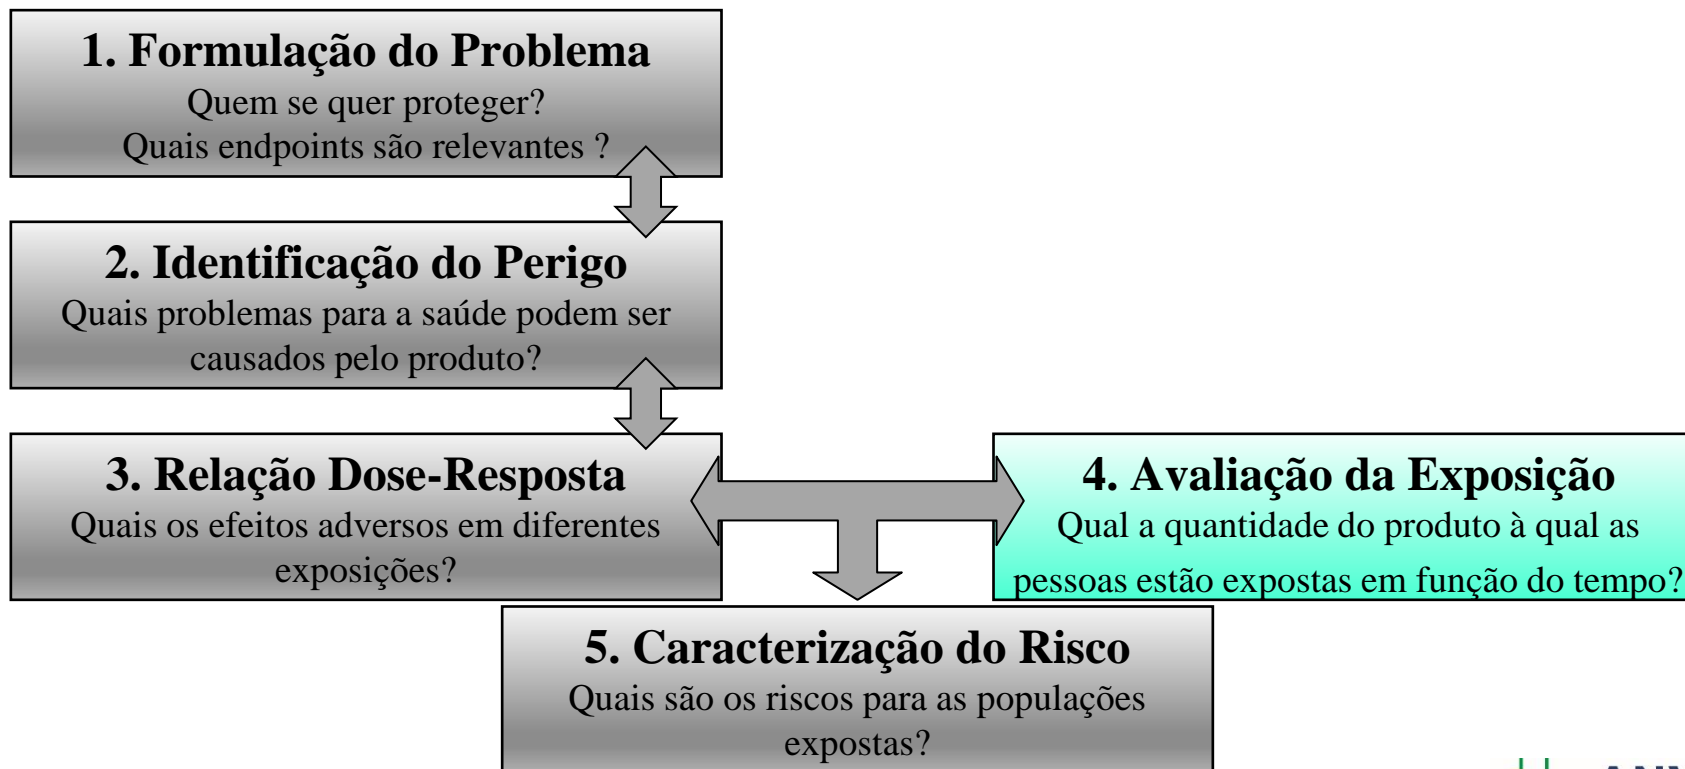 1. Formulação do Problema
Quem se quer proteger?
Quais endpoints são relevantes ?
2. Identificação do Perigo
Quais problemas para a saúde podem ser
causados pelo produto?
3. Relação Dose-Resposta
Quais os efeitos adversos em diferentes
exposições?
4. Avaliação da Exposição
Qual a quantidade do produto à qual as
pessoas estão expostas em função do tempo?
5. Caracterização do Risco
Quais são os riscos para as populações
expostas?